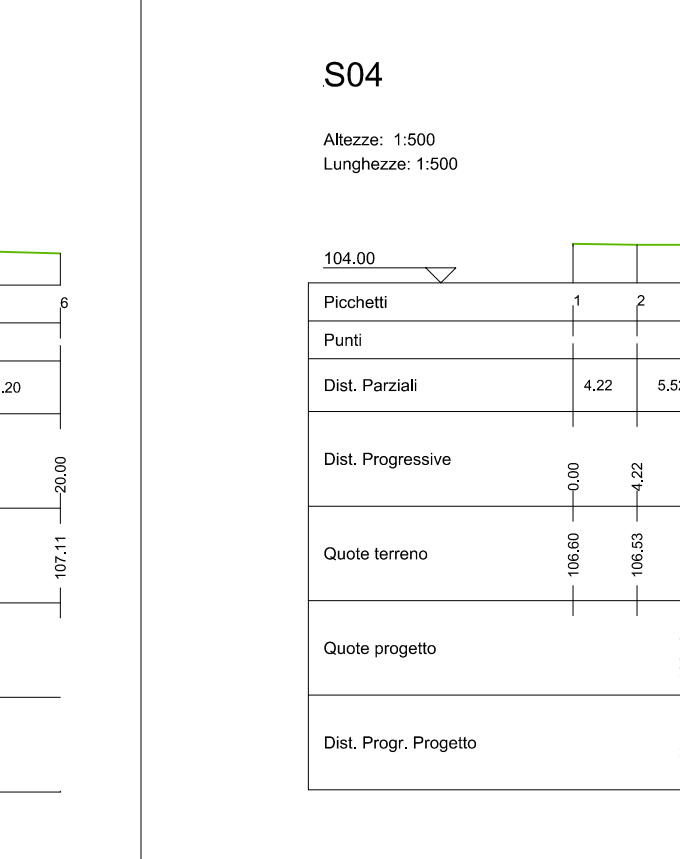 6
.20
20.00
107.11
S04
Altezze: 1:500
Lunghezze: 1:500
104.00
Picchetti 1 2
Punti
Dist. Parziali 4.22 5.5
Dist. Progressive 0.00 4.22
Quote terreno 106.60 106.53
Quote progetto
Dist. Progr. Progetto